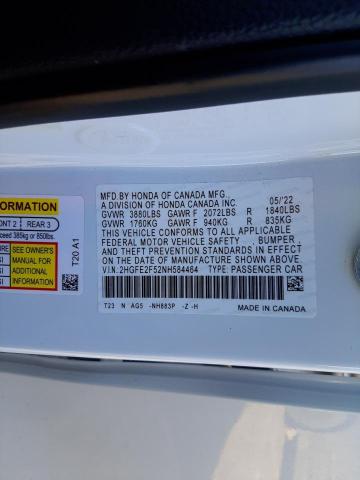 MFD.BY HONDA OF CANADA MFG.,
A DIVISION OF HONDA CANADA INC. 05/'22
GVWR 3880LBS GAWR F 2072LBS R 1840LBS
GVWR 1760KG GAWR F 940KG R 835KG
THIS VEHICLE CONFORMS TO ALL APPLICABLE
FEDERAL MOTOR VEHICLE SAFETY, BUMPER,
AND THEFT PREVENTION STANDARDS IN EFFECT ON
THE DATE OF MANUFACTURE SHOWN ABOVE.
V.I.N. 2HGFE2F52NH584464 TYPE: PASSENGER CAR
T23 N AG5 -NH883P -Z -H
MADE IN CANADA
T20 A1
FORMATION
ONT 2 REAR 3
xceed 385kg or 850lbs.
SEE OWNER'S
MANUAL FOR
ADDITIONAL
INFORMATION